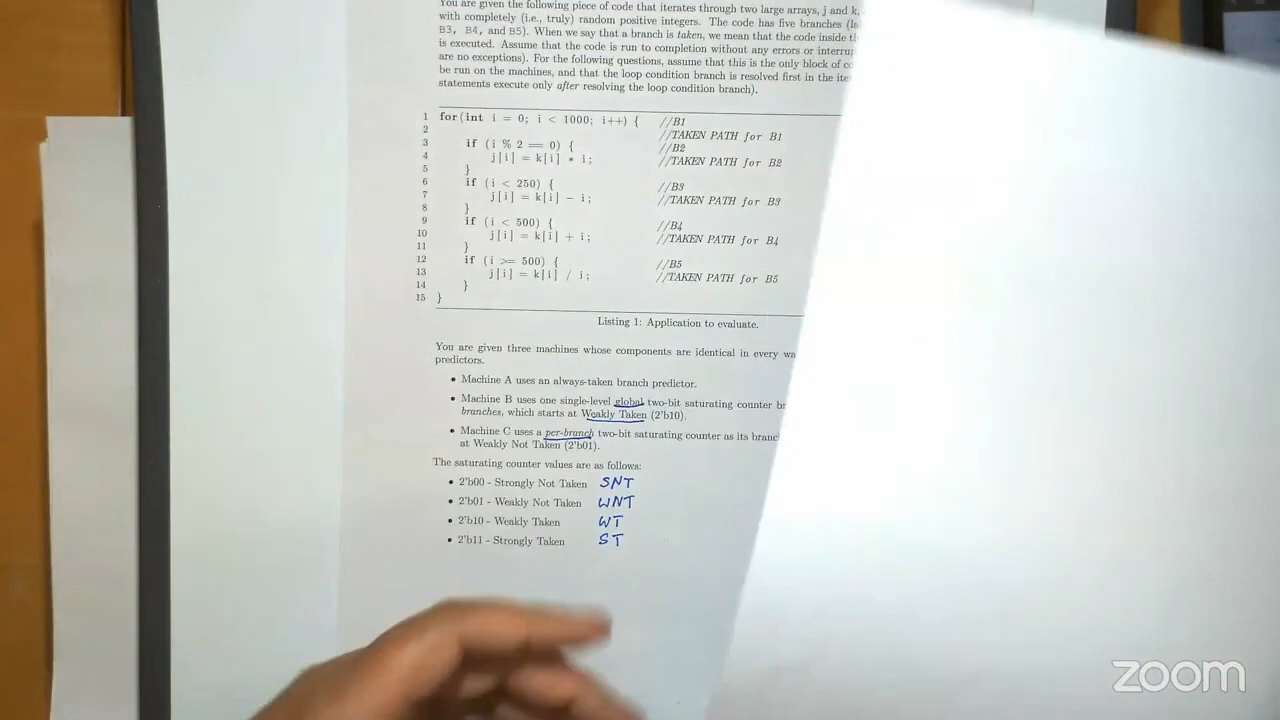 You are given the following piece of code that iterates through two large arrays, j and k,
with completely (i.e., truly) random positive integers. The code has five branches
B3, B4, and B5). When we say that a branch is taken, we mean that the code inside
is executed. Assume that the code is run to completion without any errors or
are no exceptions). For the following questions, assume that this is the only block of
be run on the machines, and that the loop condition branch is resolved first in the
statements execute only after resolving the loop condition branch).
1 for(int i = 0; i < 1000; i++) { //B1
2 //TAKEN PATH for B1
3 if (i % 2 == 0) { //B2
4 j[i] = k[i] * i; //TAKEN PATH for B2
5 }
6 if (i < 250) { //B3
7 j[i] = k[i] - i; //TAKEN PATH for B3
8 }
9 if (i < 500) { //B4
10 j[i] = k[i] + i; //TAKEN PATH for B4
11 }
12 if (i >= 500) { //B5
13 j[i] = k[i] / i; //TAKEN PATH for B5
14 }
15 }
Listing 1: Application to evaluate.
You are given three machines whose components are identical in every
predictors.
• Machine A uses an always-taken branch predictor.
• Machine B uses one single-level global two-bit saturating counter
branches, which starts at Weakly Taken (2'b10).
• Machine C uses a per-branch two-bit saturating counter as its
at Weakly Not Taken (2'b01).
The saturating counter values are as follows:
• 2'b00 - Strongly Not Taken SNT
• 2'b01 - Weakly Not Taken WNT
• 2'b10 - Weakly Taken WT
• 2'b11 - Strongly Taken ST
zoom